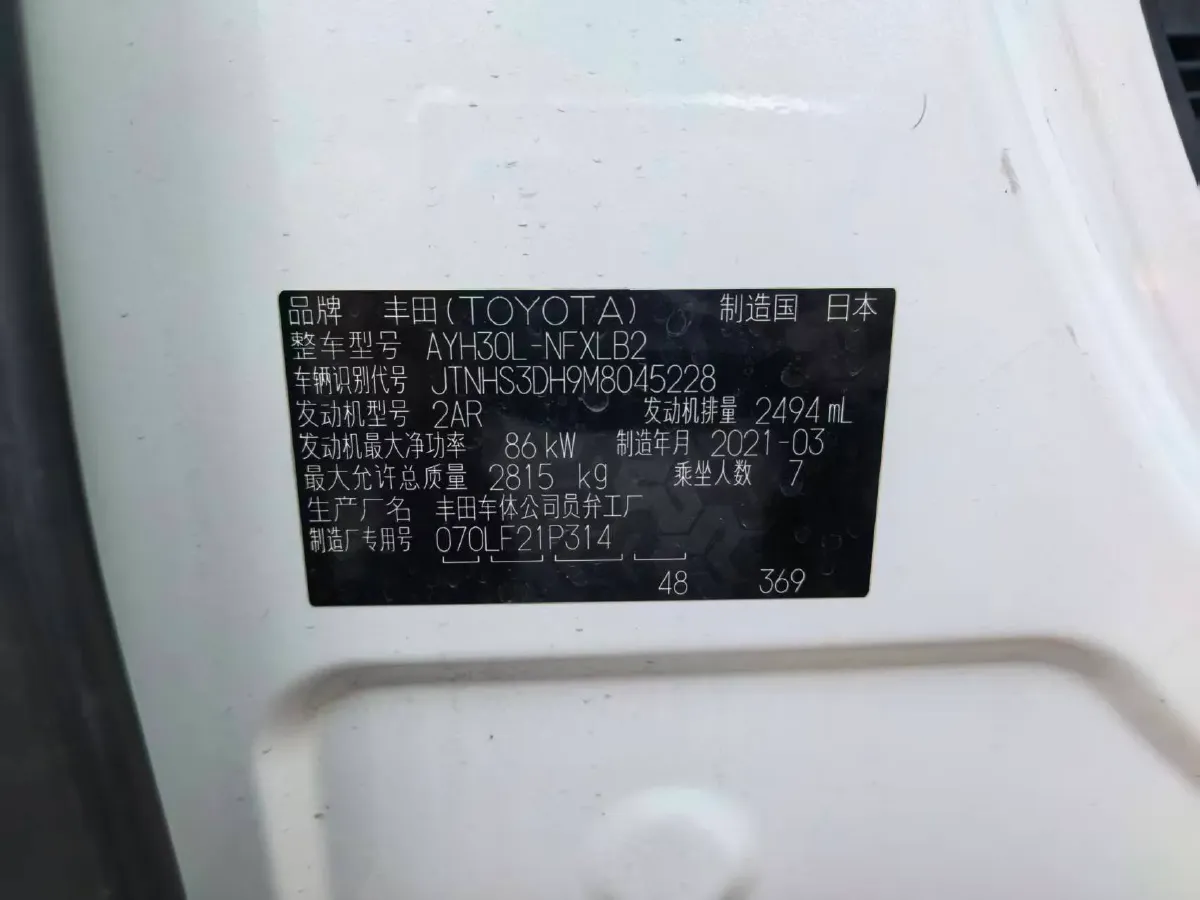 品牌 丰田(TOYOTA) 制造国 日本
整车型号 AYH30L-NFXLB2
车辆识别代号 JTNHS3DH9M8045228
发动机型号 2AR 发动机排量 2494 mL
发动机最大净功率 86 kW 制造年月 2021-03
最大允许总质量 2815 kg 乘坐人数 7
生产厂名 丰田车体公司员弁工厂
制造厂专用号 070LF21P314
48 369